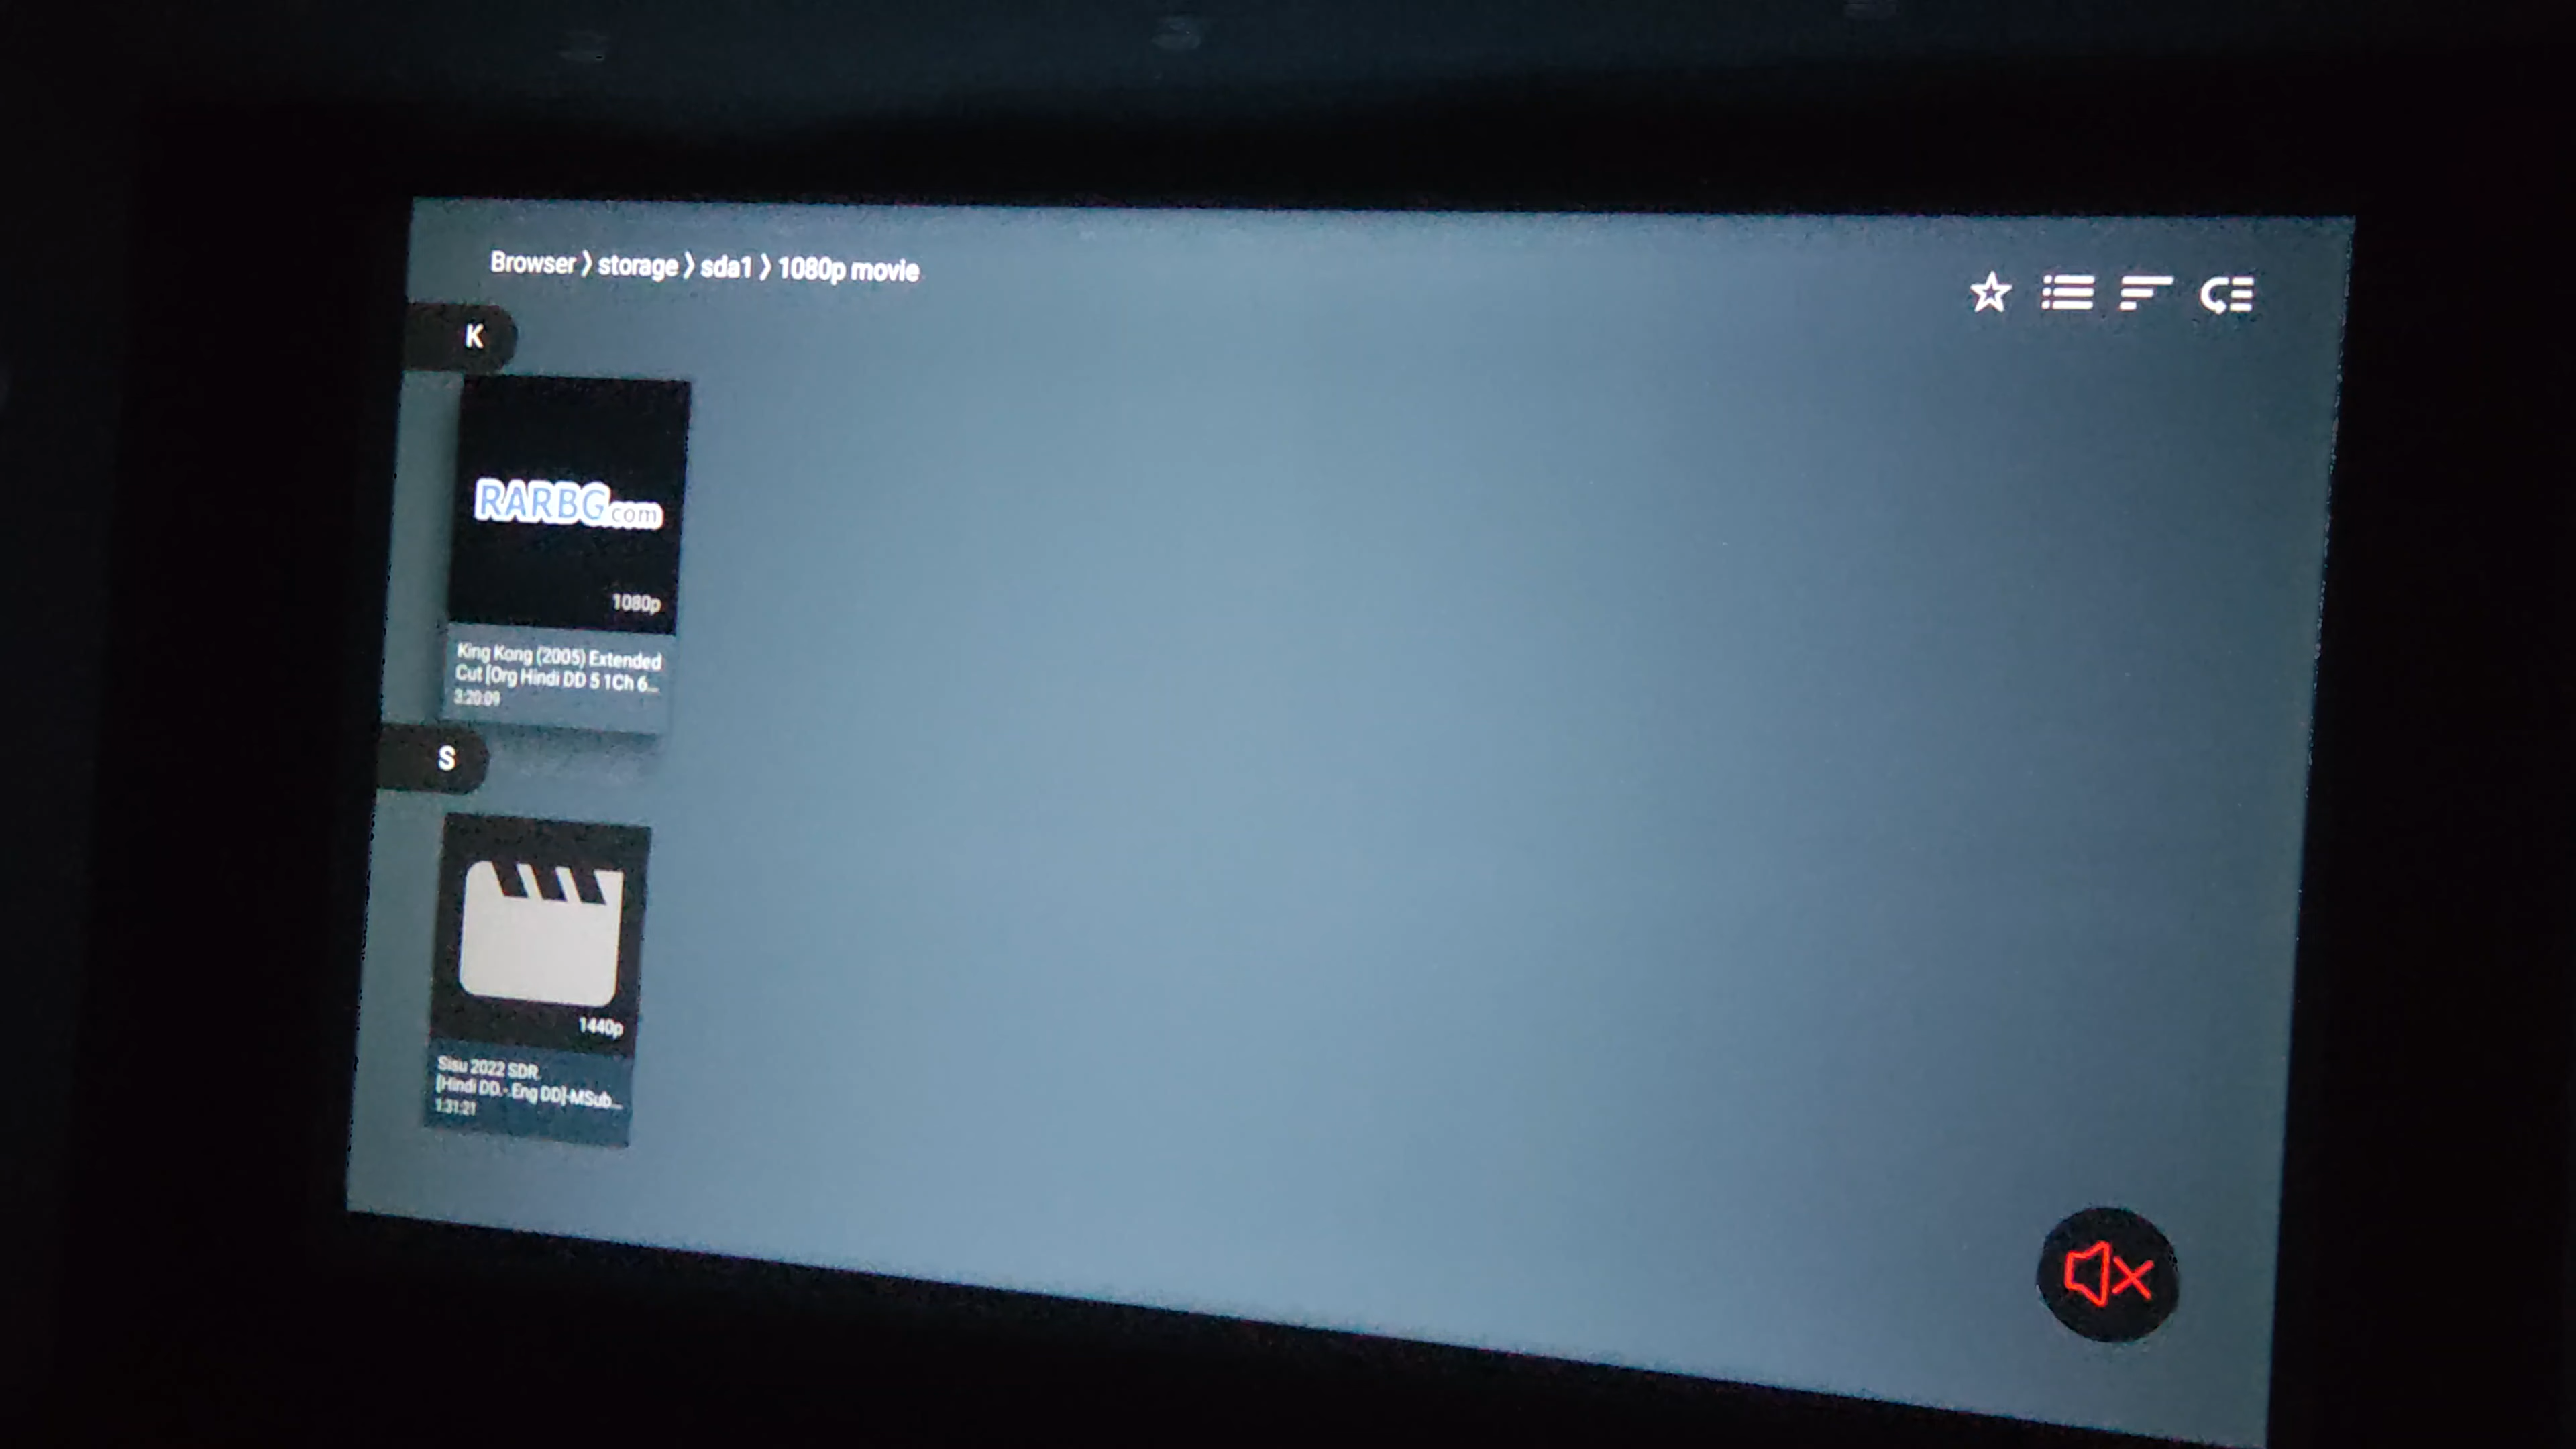 Browser > storage > sda1 > 1080p movie
K
RARBG.com
1080p
King Kong (2005) Extended
Cut [Org Hindi DD 5 1Ch 6...
3:20:09
S
1440p
Sisu 2022 SDR.
[Hindi DD.-.Eng DD]-MSub...
1:31:21